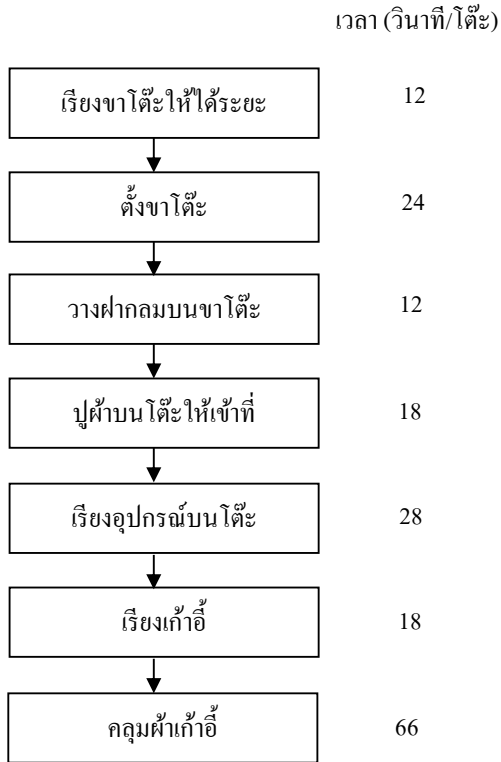 เวลา (วินาที/โต๊ะ)
เรียงขาโต๊ะให้ได้ระยะ 12
ตั้งขาโต๊ะ 24
วางฝากลมบนขาโต๊ะ 12
ปูผ้าบนโต๊ะให้เข้าที่ 18
เรียงอุปกรณ์บนโต๊ะ 28
เรียงเก้าอี้ 18
คลุมผ้าเก้าอี้ 66